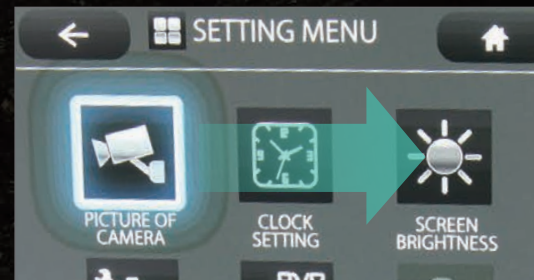 SETTING MENU
PICTURE OF
CAMERA
CLOCK
SETTING
SCREEN
BRIGHTNESS